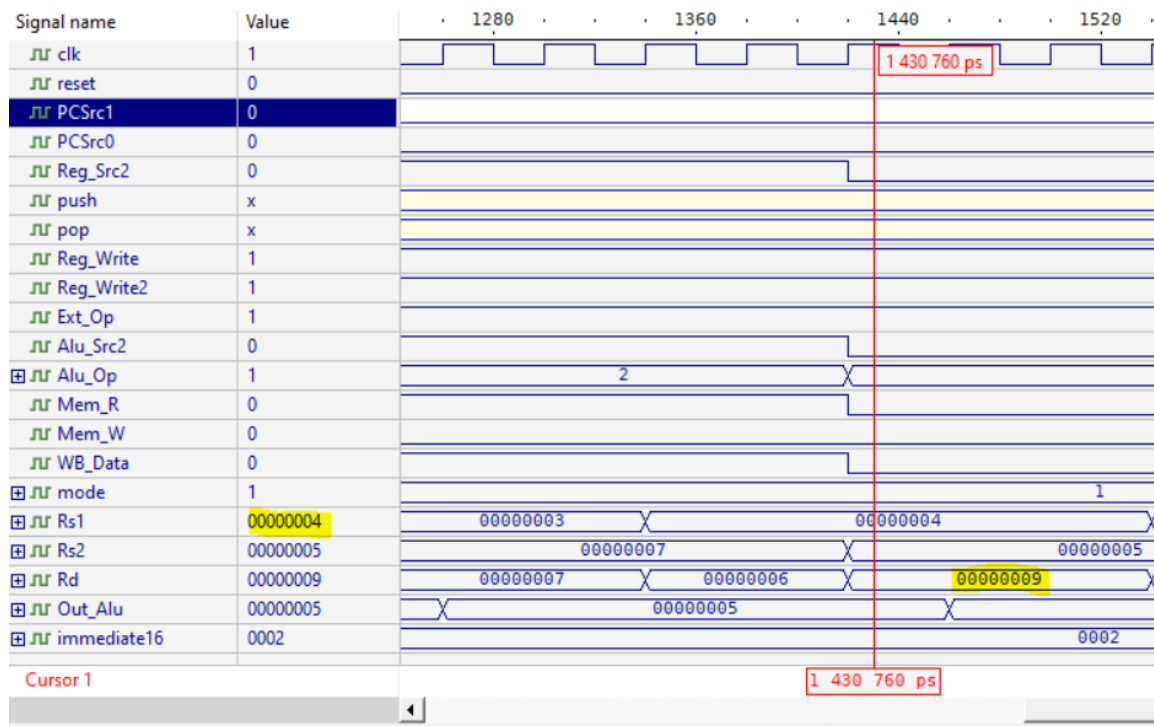 Signal name Value 1280 1360 1440 1520
clk 1 1 430 760 ps
reset 0
PCSrc1 0
PCSrc0 0
Reg_Src2 0
push x
pop x
Reg_Write 1
Reg_Write2 1
Ext_Op 1
Alu_Src2 0
Alu_Op 1 2
Mem_R 0
Mem_W 0
WB_Data 0
mode 1 1
Rs1 00000004 00000003 00000004
Rs2 00000005 00000007 00000005
Rd 00000009 00000007 00000006 00000009
Out_Alu 00000005 00000005
immediate16 0002 0002
Cursor 1 1 430 760 ps